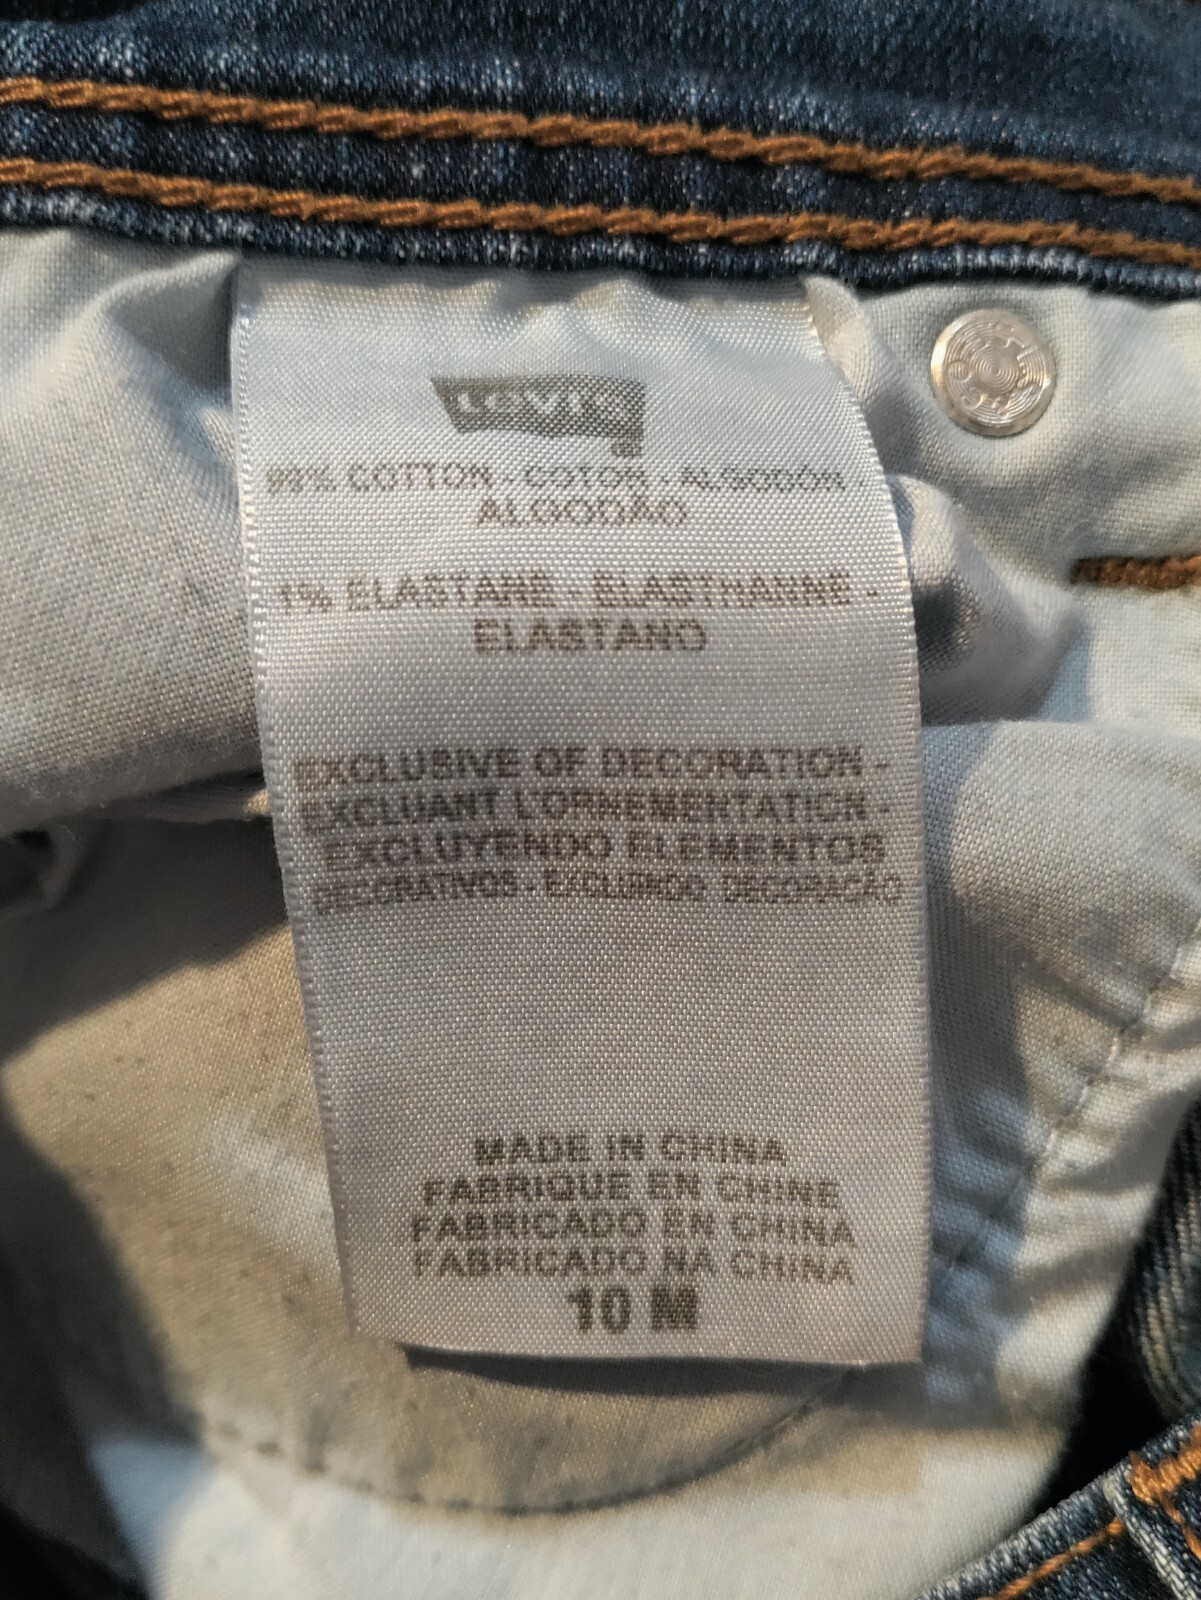 Levi's
99% COTTON - COTON - ALGODÓN -
ALGODÃO
1% ELASTANE - ELASTHANNE -
ELASTANO
EXCLUSIVE OF DECORATION -
EXCLUANT L'ORNEMENTATION -
EXCLUYENDO ELEMENTOS
DECORATIVOS - EXCLUINDO DECORAÇÃO
MADE IN CHINA
FABRIQUE EN CHINE
FABRICADO EN CHINA
FABRICADO NA CHINA
10 M